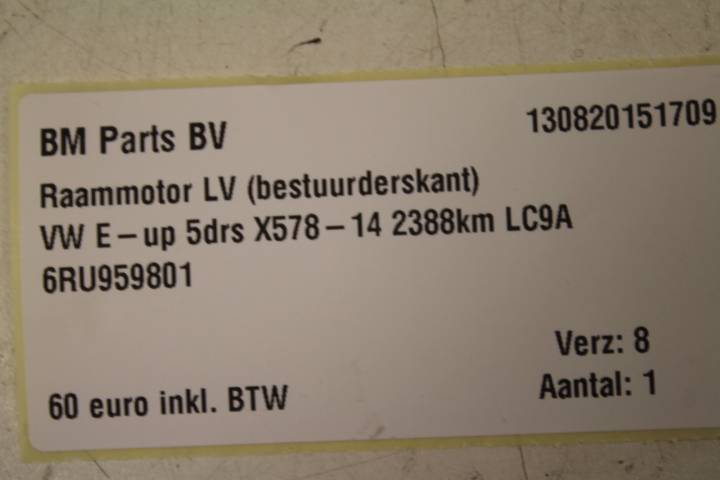 BM Parts BV 130820151709
Raammotor LV (bestuurderskant)
VW E-up 5drs X578-14 2388km LC9A
6RU959801
Verz: 8
60 euro inkl. BTW Aantal: 1